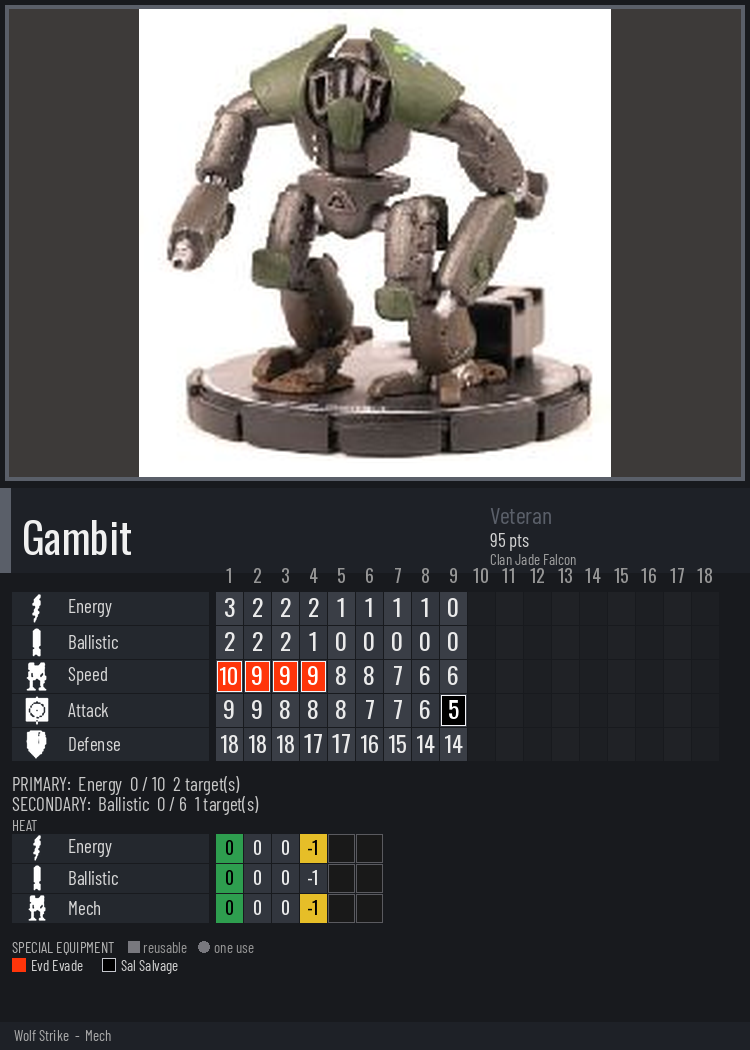 Gambit
Veteran
95 pts
Clan Jade Falcon
1 2 3 4 5 6 7 8 9 10 11 12 13 14 15 16 17 18
Energy 3 2 2 2 1 1 1 1 0
Ballistic 2 2 2 1 0 0 0 0 0
Speed 10 9 9 9 8 8 7 6 6
Attack 9 9 8 8 8 7 7 6 5
Defense 18 18 18 17 17 16 15 14 14
PRIMARY: Energy 0 / 10 2 target(s)
SECONDARY: Ballistic 0 / 6 1 target(s)
HEAT
Energy 0 0 0 -1
Ballistic 0 0 0 -1
Mech 0 0 0 -1
SPECIAL EQUIPMENT reusable one use
Evd Evade Sal Salvage
Wolf Strike - Mech